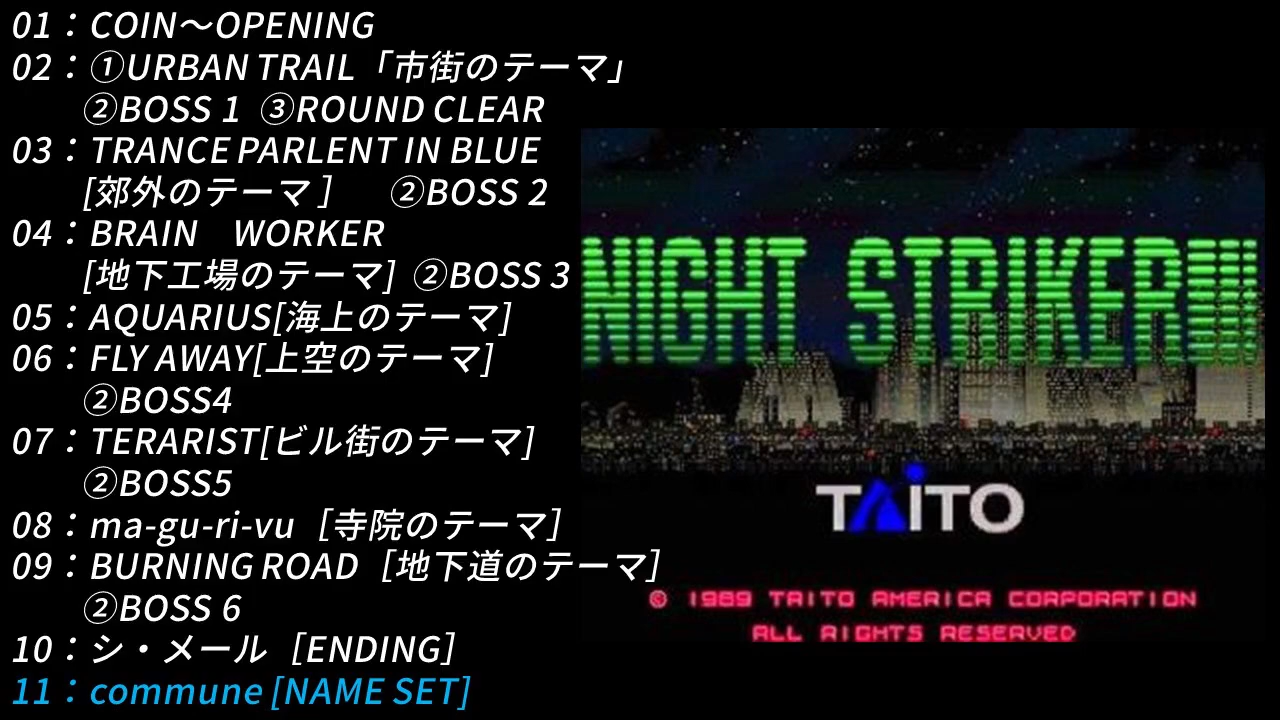 01：COIN～OPENING
02：①URBAN TRAIL「市街のテーマ」
②BOSS 1 ③ROUND CLEAR
03：TRANCE PARLENT IN BLUE
[郊外のテーマ］ ②BOSS 2
04：BRAIN　WORKER
[地下工場のテーマ] ②BOSS 3
05：AQUARIUS[海上のテーマ]
06：FLY AWAY[上空のテーマ]
②BOSS4
07：TERARIST[ビル街のテーマ]
②BOSS5
08：ma-gu-ri-vu［寺院のテーマ］
09：BURNING ROAD［地下道のテーマ］
②BOSS 6
10：シ・メール［ENDING］
11：commune [NAME SET]
NIGHT STRIKER
TAITO
© 1989 TAITO AMERICA CORPORATION
ALL RIGHTS RESERVED